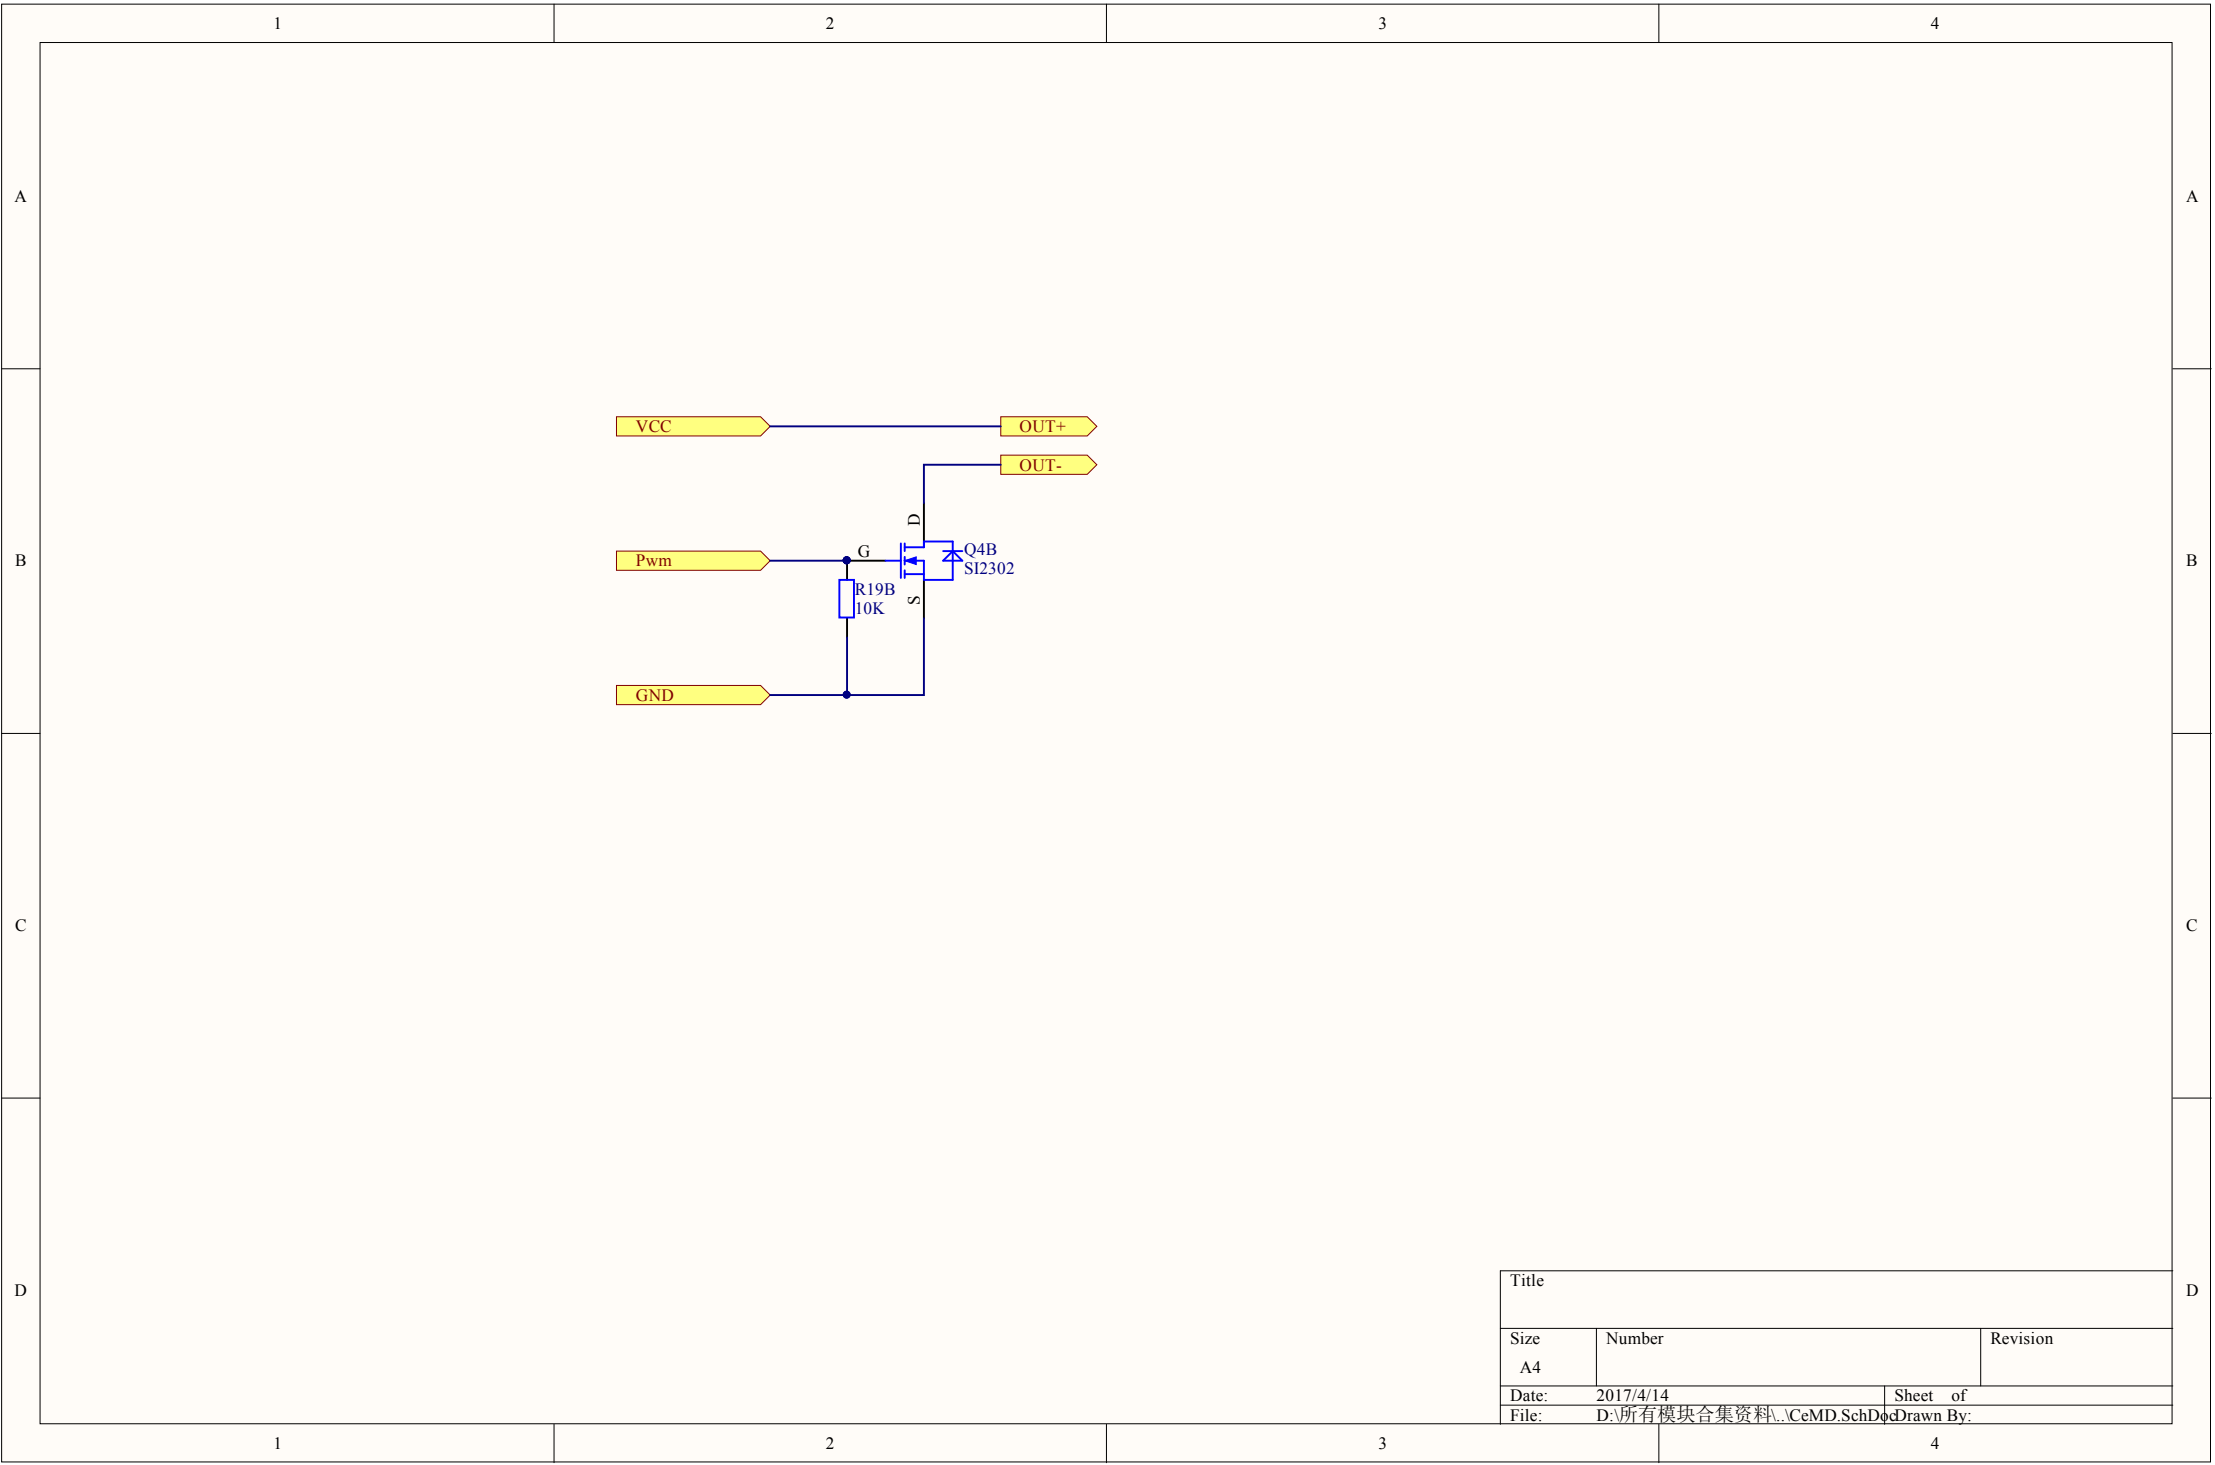 1 2 3 4
A A
VCC OUT+
OUT-
D
G Q4B
B Pwm B
SI2302
R19B
S
10K
GND
C C
Title
D D
Size Number Revision
A4
Date: 2017/4/14 Sheet of
File: D:\所有模块合集资料\..\CeMD.SchDoc Drawn By:
1 2 3 4